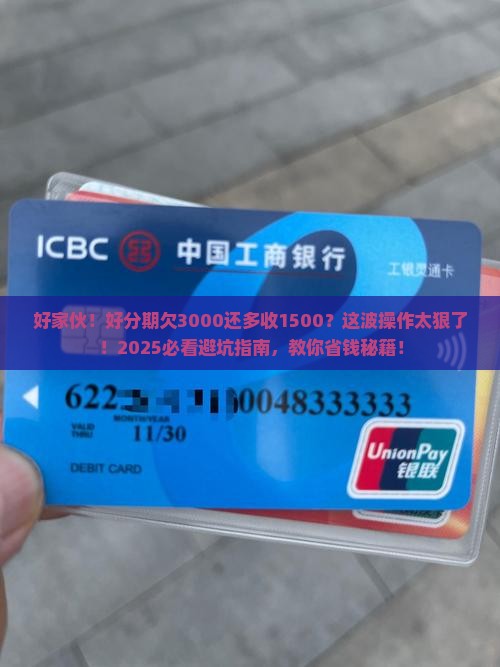 ICBC 中国工商银行
工银灵通卡
好家伙！好分期欠3000还多收1500？这波操作太狠了
！2025必看避坑指南，教你省钱秘籍！
622 0048333333
MONTH/YEAR
VALID THRU 11/30
DEBIT CARD
UnionPay
银联